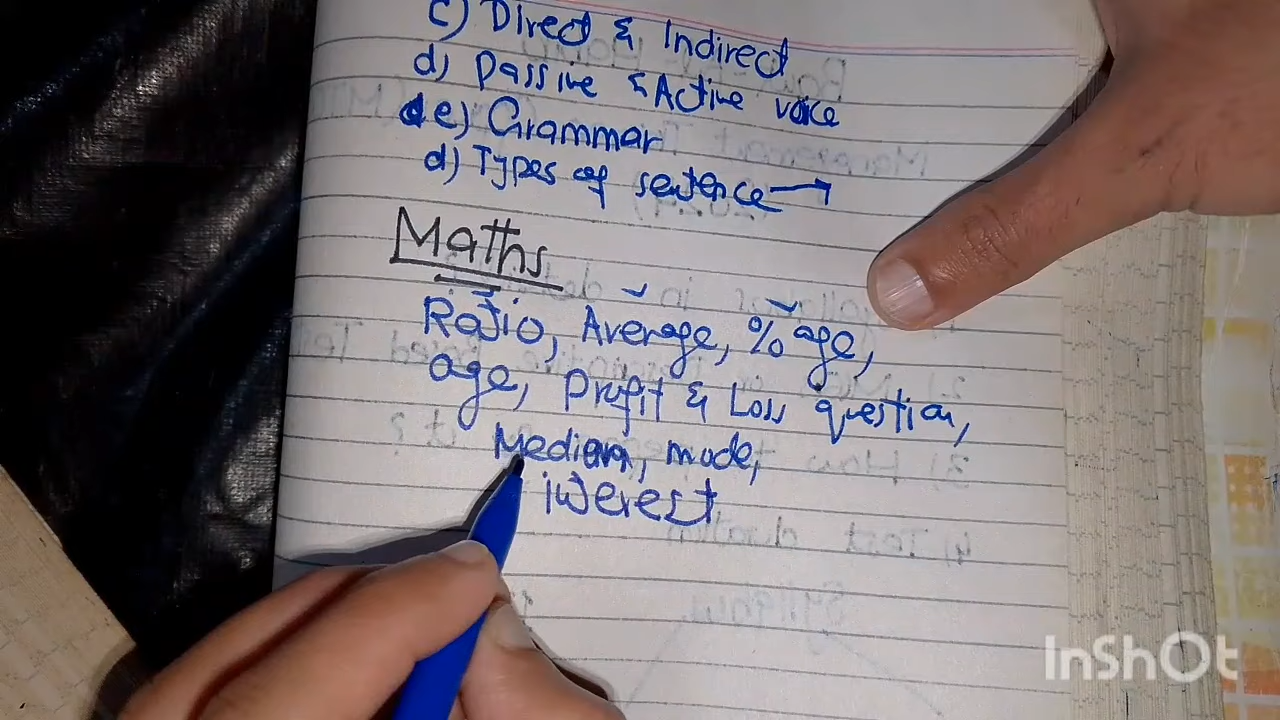 c) Direct & Indirect
d) Passive & Active voice
e) Grammar
d) Types of sentence →
Maths
Ratio, Average, %age,
age, Profit & Loss question,
Median, mode,
interest
InShOt